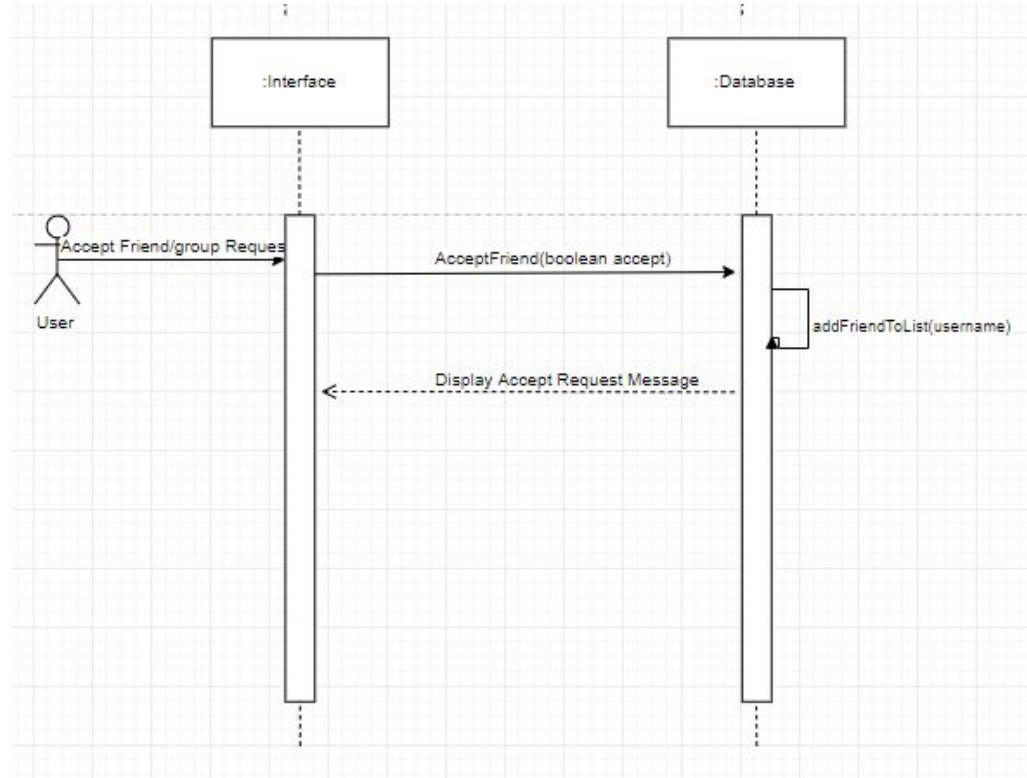 :Interface
:Database
Accept Friend/group Reques
AcceptFriend(boolean accept)
User
addFriendToList(username)
Display Accept Request Message